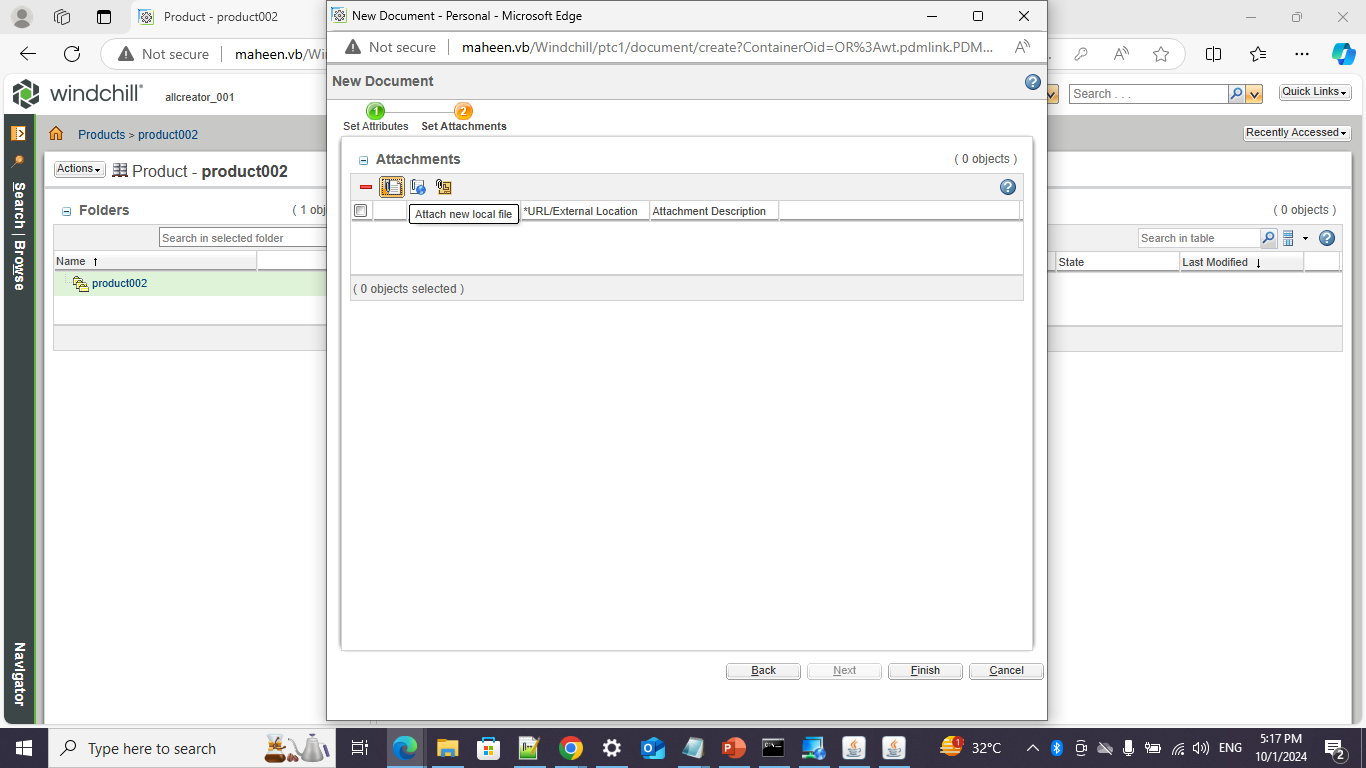 Product - product002
New Document - Personal - Microsoft Edge
Not secure
maheen.vb/Win
Not secure
maheen.vb/Windchill/ptc1/document/create?ContainerOid=OR%3Awt.pdmlink.PDM...
windchill
allcreator_001
Search . . .
Quick Links
Products > product002
Recently Accessed
Actions
Product - product002
Search | Browse
Navigator
Folders
( 1 obj
Search in selected folder
Name
product002
New Document
1
2
Set Attributes
Set Attachments
Attachments
( 0 objects )
Attach new local file
*URL/External Location
Attachment Description
( 0 objects selected )
Back
Next
Finish
Cancel
( 0 objects )
Search in table
State
Last Modified
Type here to search
1
32°C
ENG
5:17 PM
10/1/2024
2